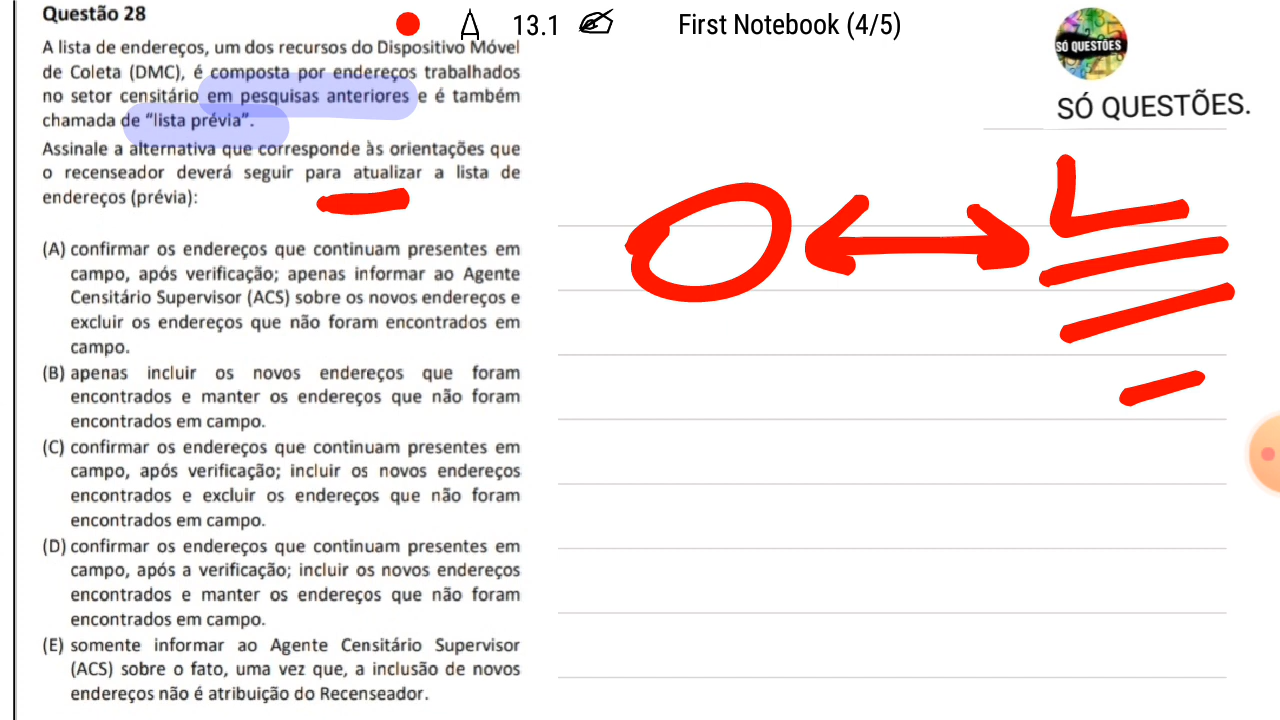 Questão 28
A 13.1 First Notebook (4/5)
SÓ QUESTÕES
SÓ QUESTÕES.
A lista de endereços, um dos recursos do Dispositivo Móvel
de Coleta (DMC), é composta por endereços trabalhados
no setor censitário em pesquisas anteriores e é também
chamada de “lista prévia”.
Assinale a alternativa que corresponde às orientações que
o recenseador deverá seguir para atualizar a lista de
endereços (prévia):
(A) confirmar os endereços que continuam presentes em
campo, após verificação; apenas informar ao Agente
Censitário Supervisor (ACS) sobre os novos endereços e
excluir os endereços que não foram encontrados em
campo.
(B) apenas incluir os novos endereços que foram
encontrados e manter os endereços que não foram
encontrados em campo.
(C) confirmar os endereços que continuam presentes em
campo, após verificação; incluir os novos endereços
encontrados e excluir os endereços que não foram
encontrados em campo.
(D) confirmar os endereços que continuam presentes em
campo, após a verificação; incluir os novos endereços
encontrados e manter os endereços que não foram
encontrados em campo.
(E) somente informar ao Agente Censitário Supervisor
(ACS) sobre o fato, uma vez que, a inclusão de novos
endereços não é atribuição do Recenseador.